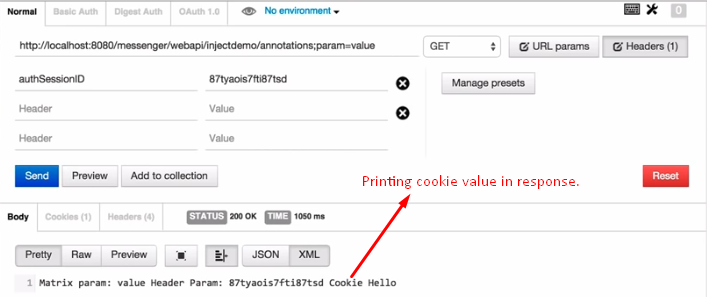 Normal Basic Auth Digest Auth OAuth 1.0 No environment 0
http://localhost:8080/messenger/webapi/injectdemo/annotations;param=value GET URL params Headers (1)
authSessionID 87tyaois7fti87tsd Manage presets
Header Value
Header Value
Send Preview Add to collection Reset
Printing cookie value in response.
Body Cookies (1) Headers (4) STATUS 200 OK TIME 1050 ms
Pretty Raw Preview JSON XML
1 Matrix param: value Header Param: 87tyaois7fti87tsd Cookie Hello